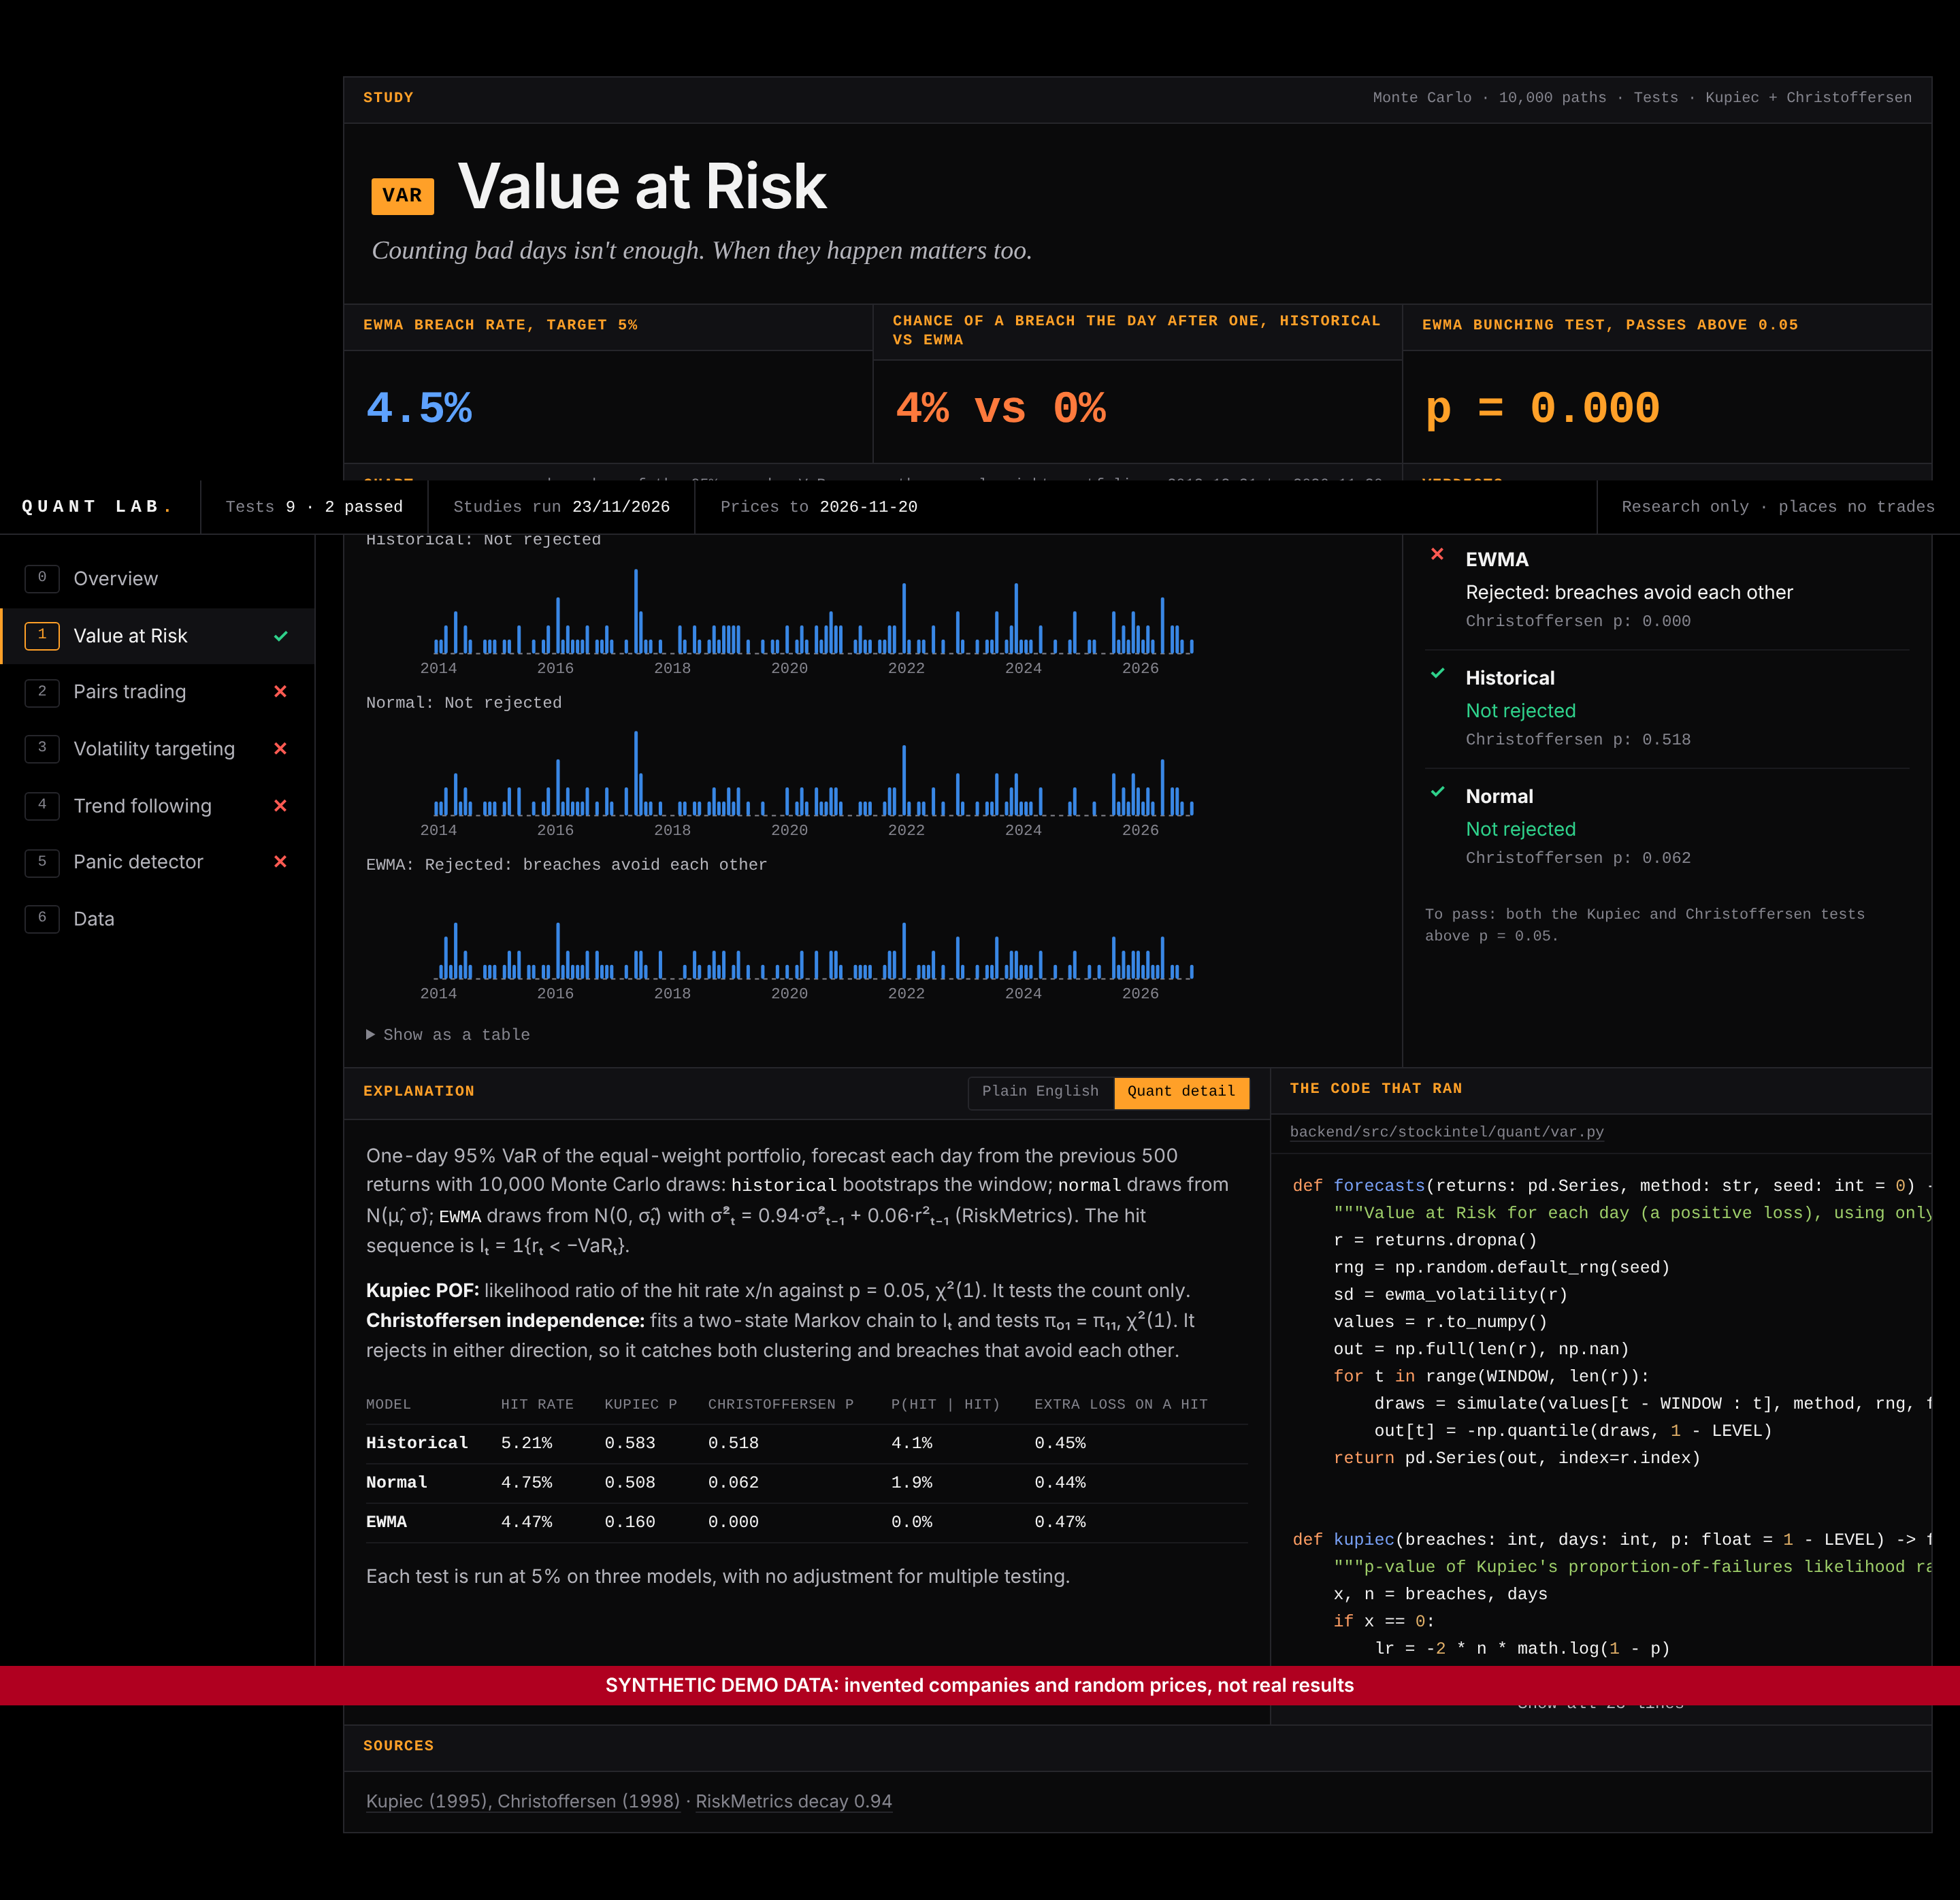 STUDY
Monte Carlo · 10,000 paths · Tests · Kupiec + Christoffersen
VAR
Value at Risk
Counting bad days isn't enough. When they happen matters too.
EWMA BREACH RATE, TARGET 5%
4.5%
CHANCE OF A BREACH THE DAY AFTER ONE, HISTORICAL
VS EWMA
4% vs 0%
EWMA BUNCHING TEST, PASSES ABOVE 0.05
p = 0.000
QUANT LAB.
Tests 9 · 2 passed
Studies run 23/11/2026
Prices to 2026-11-20
Research only · places no trades
0 Overview
1 Value at Risk ✓
2 Pairs trading ✕
3 Volatility targeting ✕
4 Trend following ✕
5 Panic detector ✕
6 Data
Historical: Not rejected
2014 2016 2018 2020 2022 2024 2026
Normal: Not rejected
2014 2016 2018 2020 2022 2024 2026
EWMA: Rejected: breaches avoid each other
2014 2016 2018 2020 2022 2024 2026
▶ Show as a table
✕ EWMA
Rejected: breaches avoid each other
Christoffersen p: 0.000
✓ Historical
Not rejected
Christoffersen p: 0.518
✓ Normal
Not rejected
Christoffersen p: 0.062
To pass: both the Kupiec and Christoffersen tests
above p = 0.05.
EXPLANATION
Plain English
Quant detail
One-day 95% VaR of the equal-weight portfolio, forecast each day from the previous 500
returns with 10,000 Monte Carlo draws: historical bootstraps the window; normal draws from
N(μ̂, σ̂); EWMA draws from N(0, σ̂ₜ) with σ̂²ₜ = 0.94·σ̂²ₜ₋₁ + 0.06·r²ₜ₋₁ (RiskMetrics). The hit
sequence is Iₜ = 1{rₜ < −VaRₜ}.
Kupiec POF: likelihood ratio of the hit rate x/n against p = 0.05, χ²(1). It tests the count only.
Christoffersen independence: fits a two-state Markov chain to Iₜ and tests π₀₁ = π₁₁, χ²(1). It
rejects in either direction, so it catches both clustering and breaches that avoid each other.
MODEL HIT RATE KUPIEC P CHRISTOFFERSEN P P(HIT | HIT) EXTRA LOSS ON A HIT
Historical 5.21% 0.583 0.518 4.1% 0.45%
Normal 4.75% 0.508 0.062 1.9% 0.44%
EWMA 4.47% 0.160 0.000 0.0% 0.47%
Each test is run at 5% on three models, with no adjustment for multiple testing.
THE CODE THAT RAN
backend/src/stockintel/quant/var.py
def forecasts(returns: pd.Series, method: str, seed: int = 0)
"""Value at Risk for each day (a positive loss), using only
r = returns.dropna()
rng = np.random.default_rng(seed)
sd = ewma_volatility(r)
values = r.to_numpy()
out = np.full(len(r), np.nan)
for t in range(WINDOW, len(r)):
draws = simulate(values[t - WINDOW : t], method, rng,
out[t] = -np.quantile(draws, 1 - LEVEL)
return pd.Series(out, index=r.index)
def kupiec(breaches: int, days: int, p: float = 1 - LEVEL) ->
"""p-value of Kupiec's proportion-of-failures likelihood
x, n = breaches, days
if x == 0:
lr = -2 * n * math.log(1 - p)
SYNTHETIC DEMO DATA: invented companies and random prices, not real results
SOURCES
Kupiec (1995), Christoffersen (1998) · RiskMetrics decay 0.94